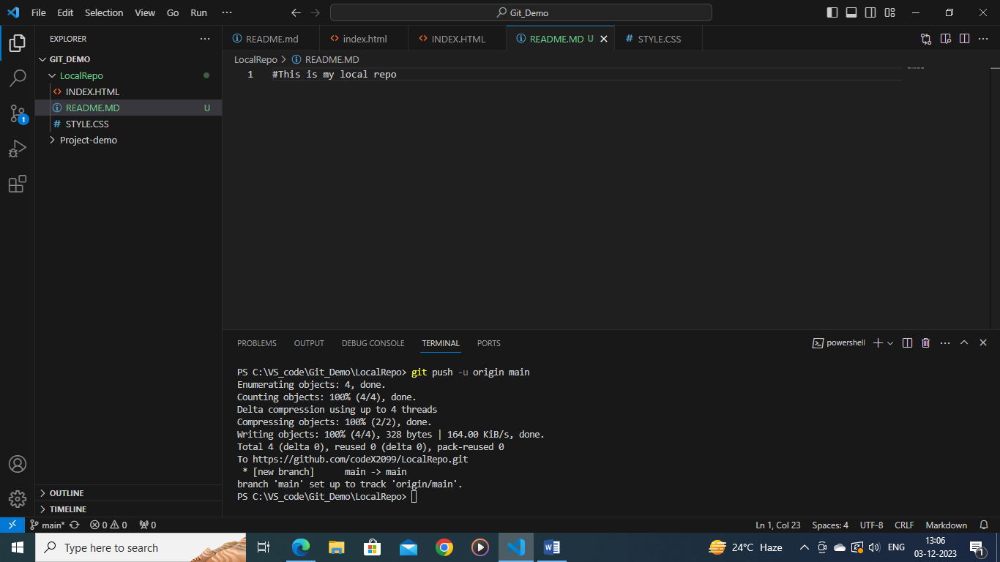 File Edit Selection View Go Run ···
Git_Demo
EXPLORER
GIT_DEMO
LocalRepo
INDEX.HTML
README.MD U
STYLE.CSS
Project-demo
OUTLINE
TIMELINE
1
README.md index.html INDEX.HTML README.MD U STYLE.CSS
LocalRepo > README.MD
1 #This is my local repo
PROBLEMS OUTPUT DEBUG CONSOLE TERMINAL PORTS
powershell
PS C:\VS_code\Git_Demo\LocalRepo> git push -u origin main
Enumerating objects: 4, done.
Counting objects: 100% (4/4), done.
Delta compression using up to 4 threads
Compressing objects: 100% (2/2), done.
Writing objects: 100% (4/4), 328 bytes | 164.00 KiB/s, done.
Total 4 (delta 0), reused 0 (delta 0), pack-reused 0
To https://github.com/codeX2099/LocalRepo.git
 * [new branch]      main -> main
branch 'main' set up to track 'origin/main'.
PS C:\VS_code\Git_Demo\LocalRepo>
main* 0 0 0
Ln 1, Col 23 Spaces: 4 UTF-8 CRLF Markdown
Type here to search
24°C Haze
ENG
13:06
03-12-2023
1